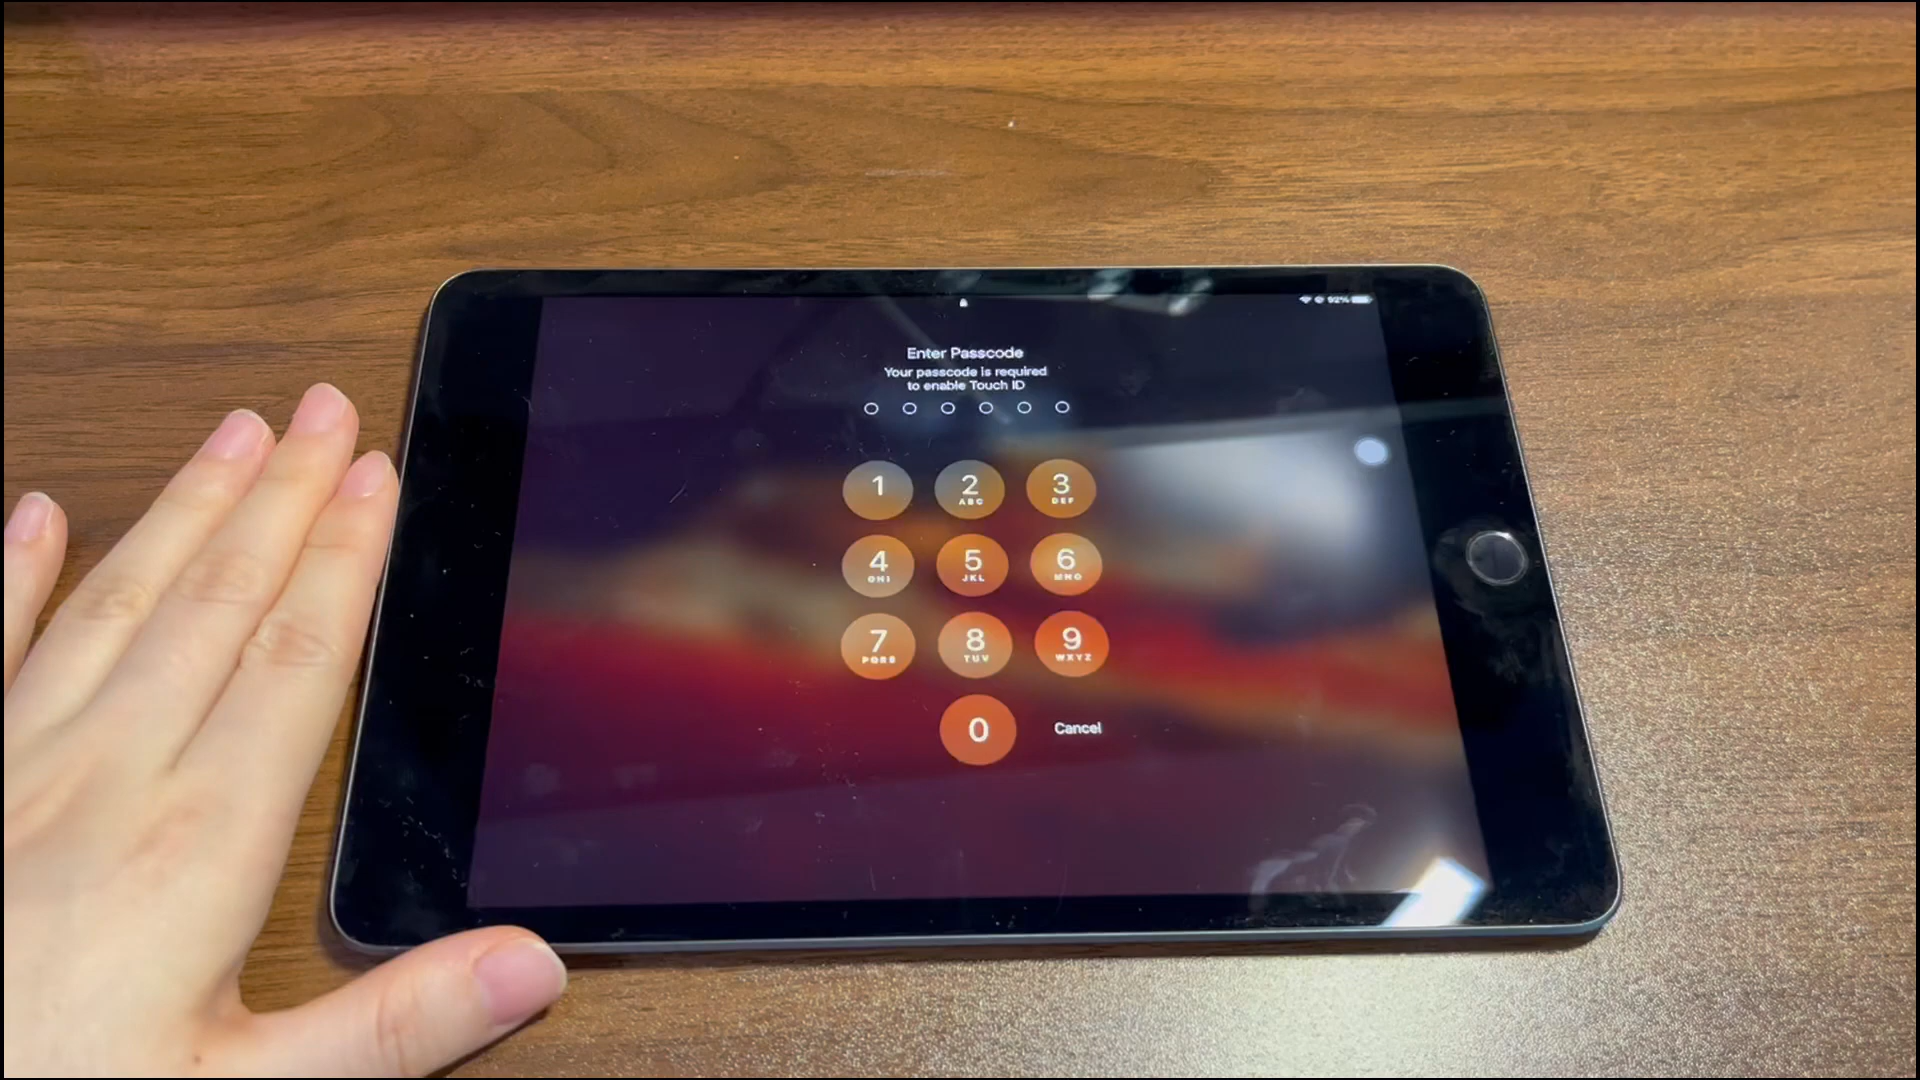 92%
Enter Passcode
Your passcode is required
to enable Touch ID
1
2
ABC
3
DEF
4
GHI
5
JKL
6
MNO
7
PQRS
8
TUV
9
WXYZ
0
Cancel